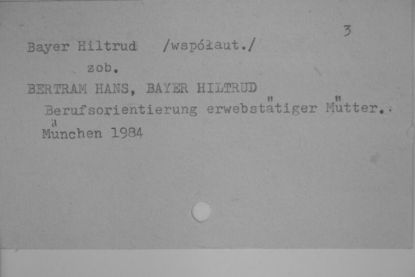 3
Bayer Hiltrud /współaut./
zob.
BERTRAM HANS, BAYER HILTRUD
Berufsorientierung erwebstätiger Mütter..
München 1984